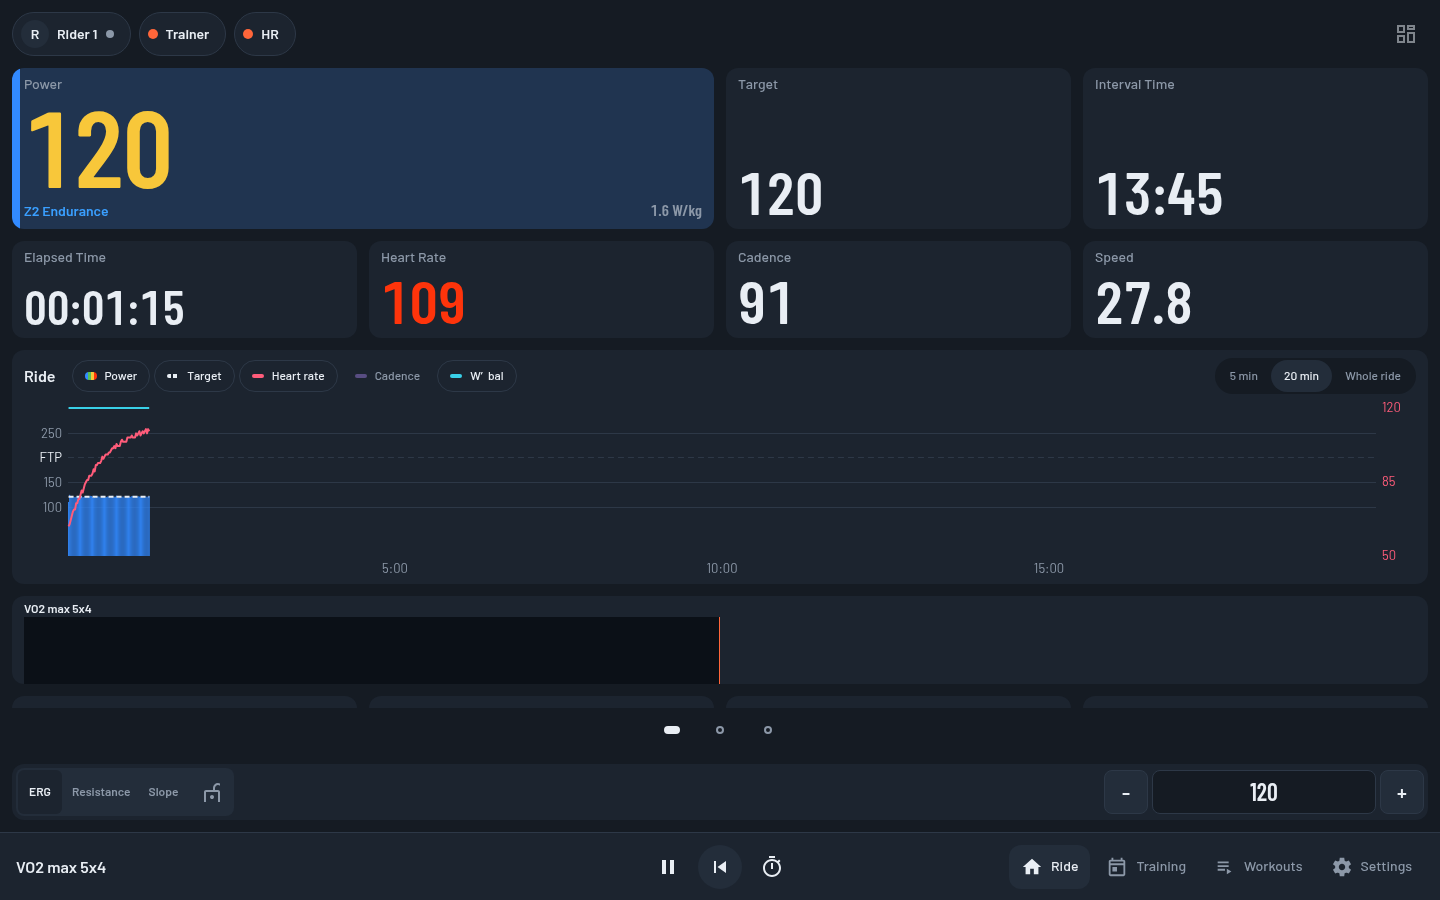 R Rider 1 Trainer HR
Power
120
Z2 Endurance
1.6 W/kg
Target
120
Interval Time
13:45
Elapsed Time
00:01:15
Heart Rate
109
Cadence
91
Speed
27.8
Ride Power Target Heart rate Cadence W' bal 5 min 20 min Whole ride
120
250
FTP
150
85
100
50
5:00 10:00 15:00
VO2 max 5x4
ERG Resistance Slope - 120 +
VO2 max 5x4 Ride Training Workouts Settings